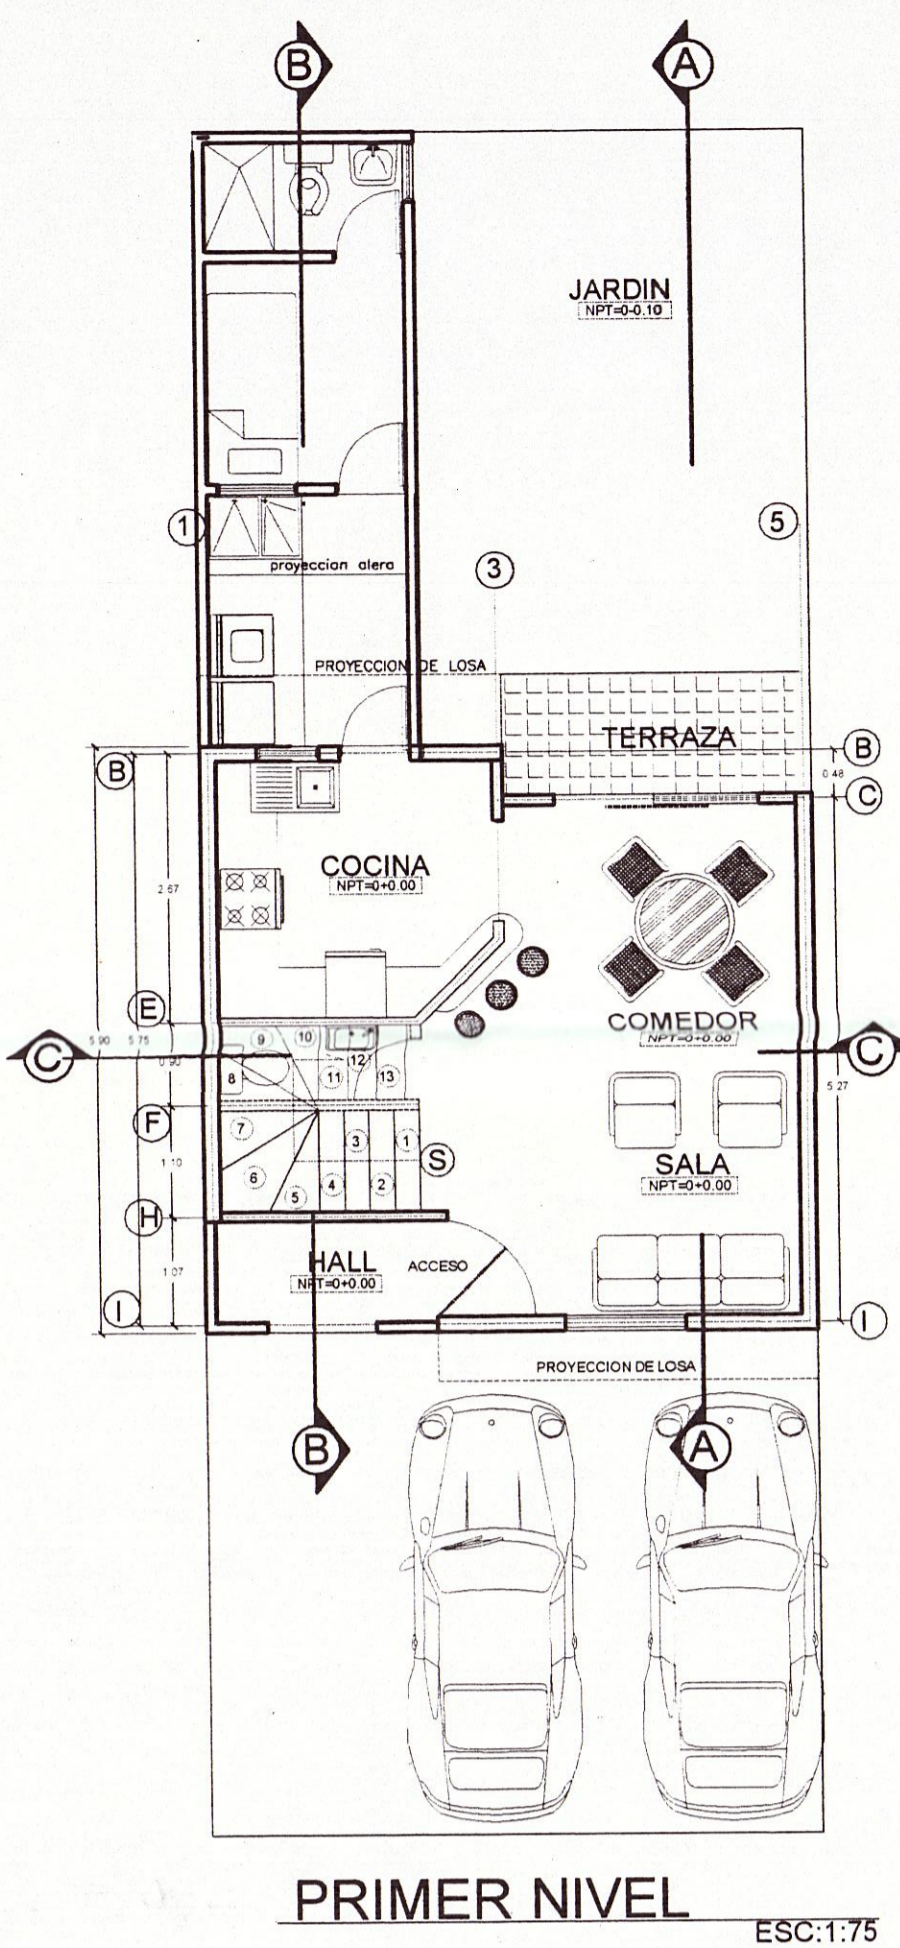 B
A
JARDIN
NPT=0-0.10
1
5
3
proyeccion alero
PROYECCION DE LOSA
TERRAZA
B
B
0.48
C
COCINA
NPT=0+0.00
2.67
E
COMEDOR
NPT=0+0.00
C
5.90
5.75
0.90
9
10
12
8
11
13
C
5.27
F
7
3
1
S
1.10
6
4
2
5
SALA
NPT=0+0.00
H
HALL
NPT=0+0.00
ACCESO
1.07
I
I
PROYECCION DE LOSA
B
A
PRIMER NIVEL
ESC:1:75